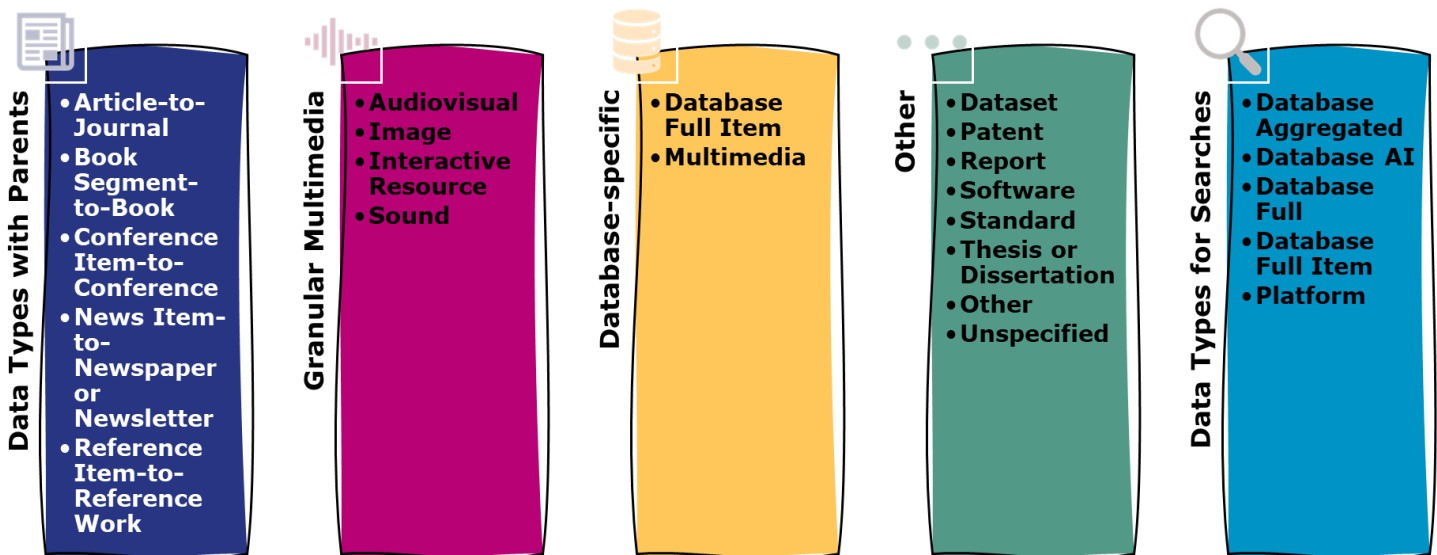 Data Types with Parents
•Article-to-
Journal
•Book
Segment-
to-Book
•Conference
Item-to-
Conference
•News Item-
to-
Newspaper
or
Newsletter
•Reference
Item-to-
Reference
Work
Granular Multimedia
•Audiovisual
•Image
•Interactive
Resource
•Sound
Database-specific
•Database
Full Item
•Multimedia
Other
•Dataset
•Patent
•Report
•Software
•Standard
•Thesis or
Dissertation
•Other
•Unspecified
Data Types for Searches
•Database
Aggregated
•Database AI
•Database
Full
•Database
Full Item
•Platform